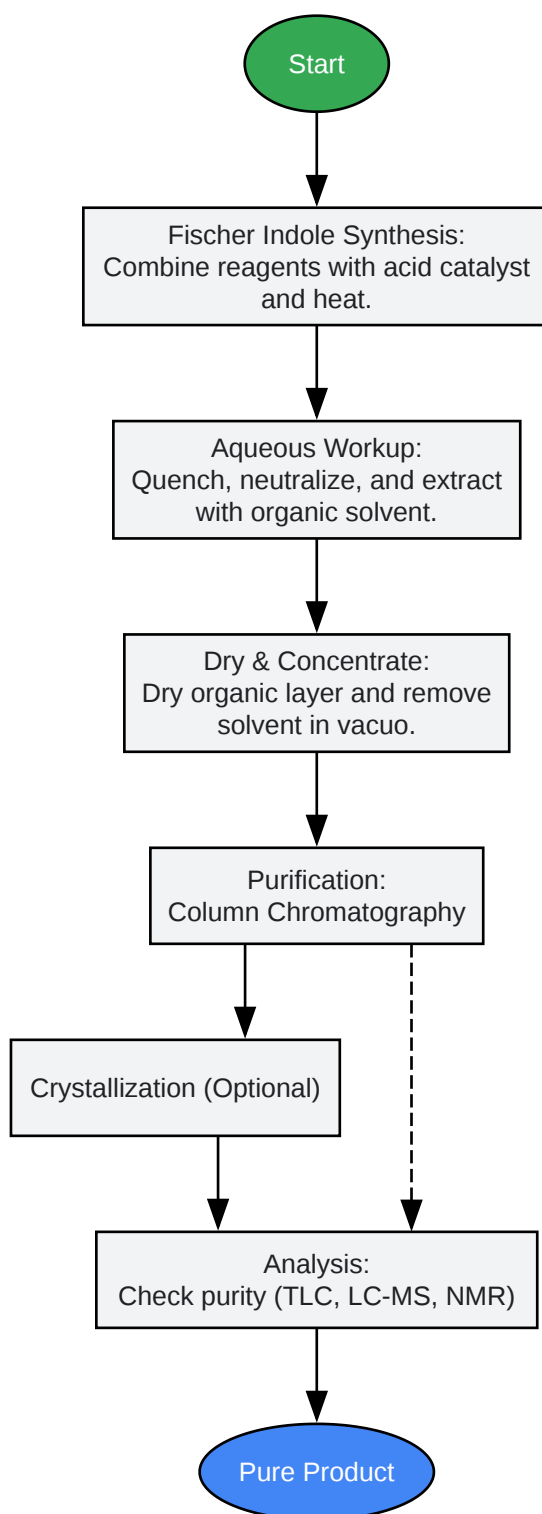 Start
Fischer Indole Synthesis:
Combine reagents with acid catalyst
and heat.
Aqueous Workup:
Quench, neutralize, and extract
with organic solvent.
Dry & Concentrate:
Dry organic layer and remove
solvent in vacuo.
Purification:
Column Chromatography
Crystallization (Optional)
Analysis:
Check purity (TLC, LC-MS, NMR)
Pure Product